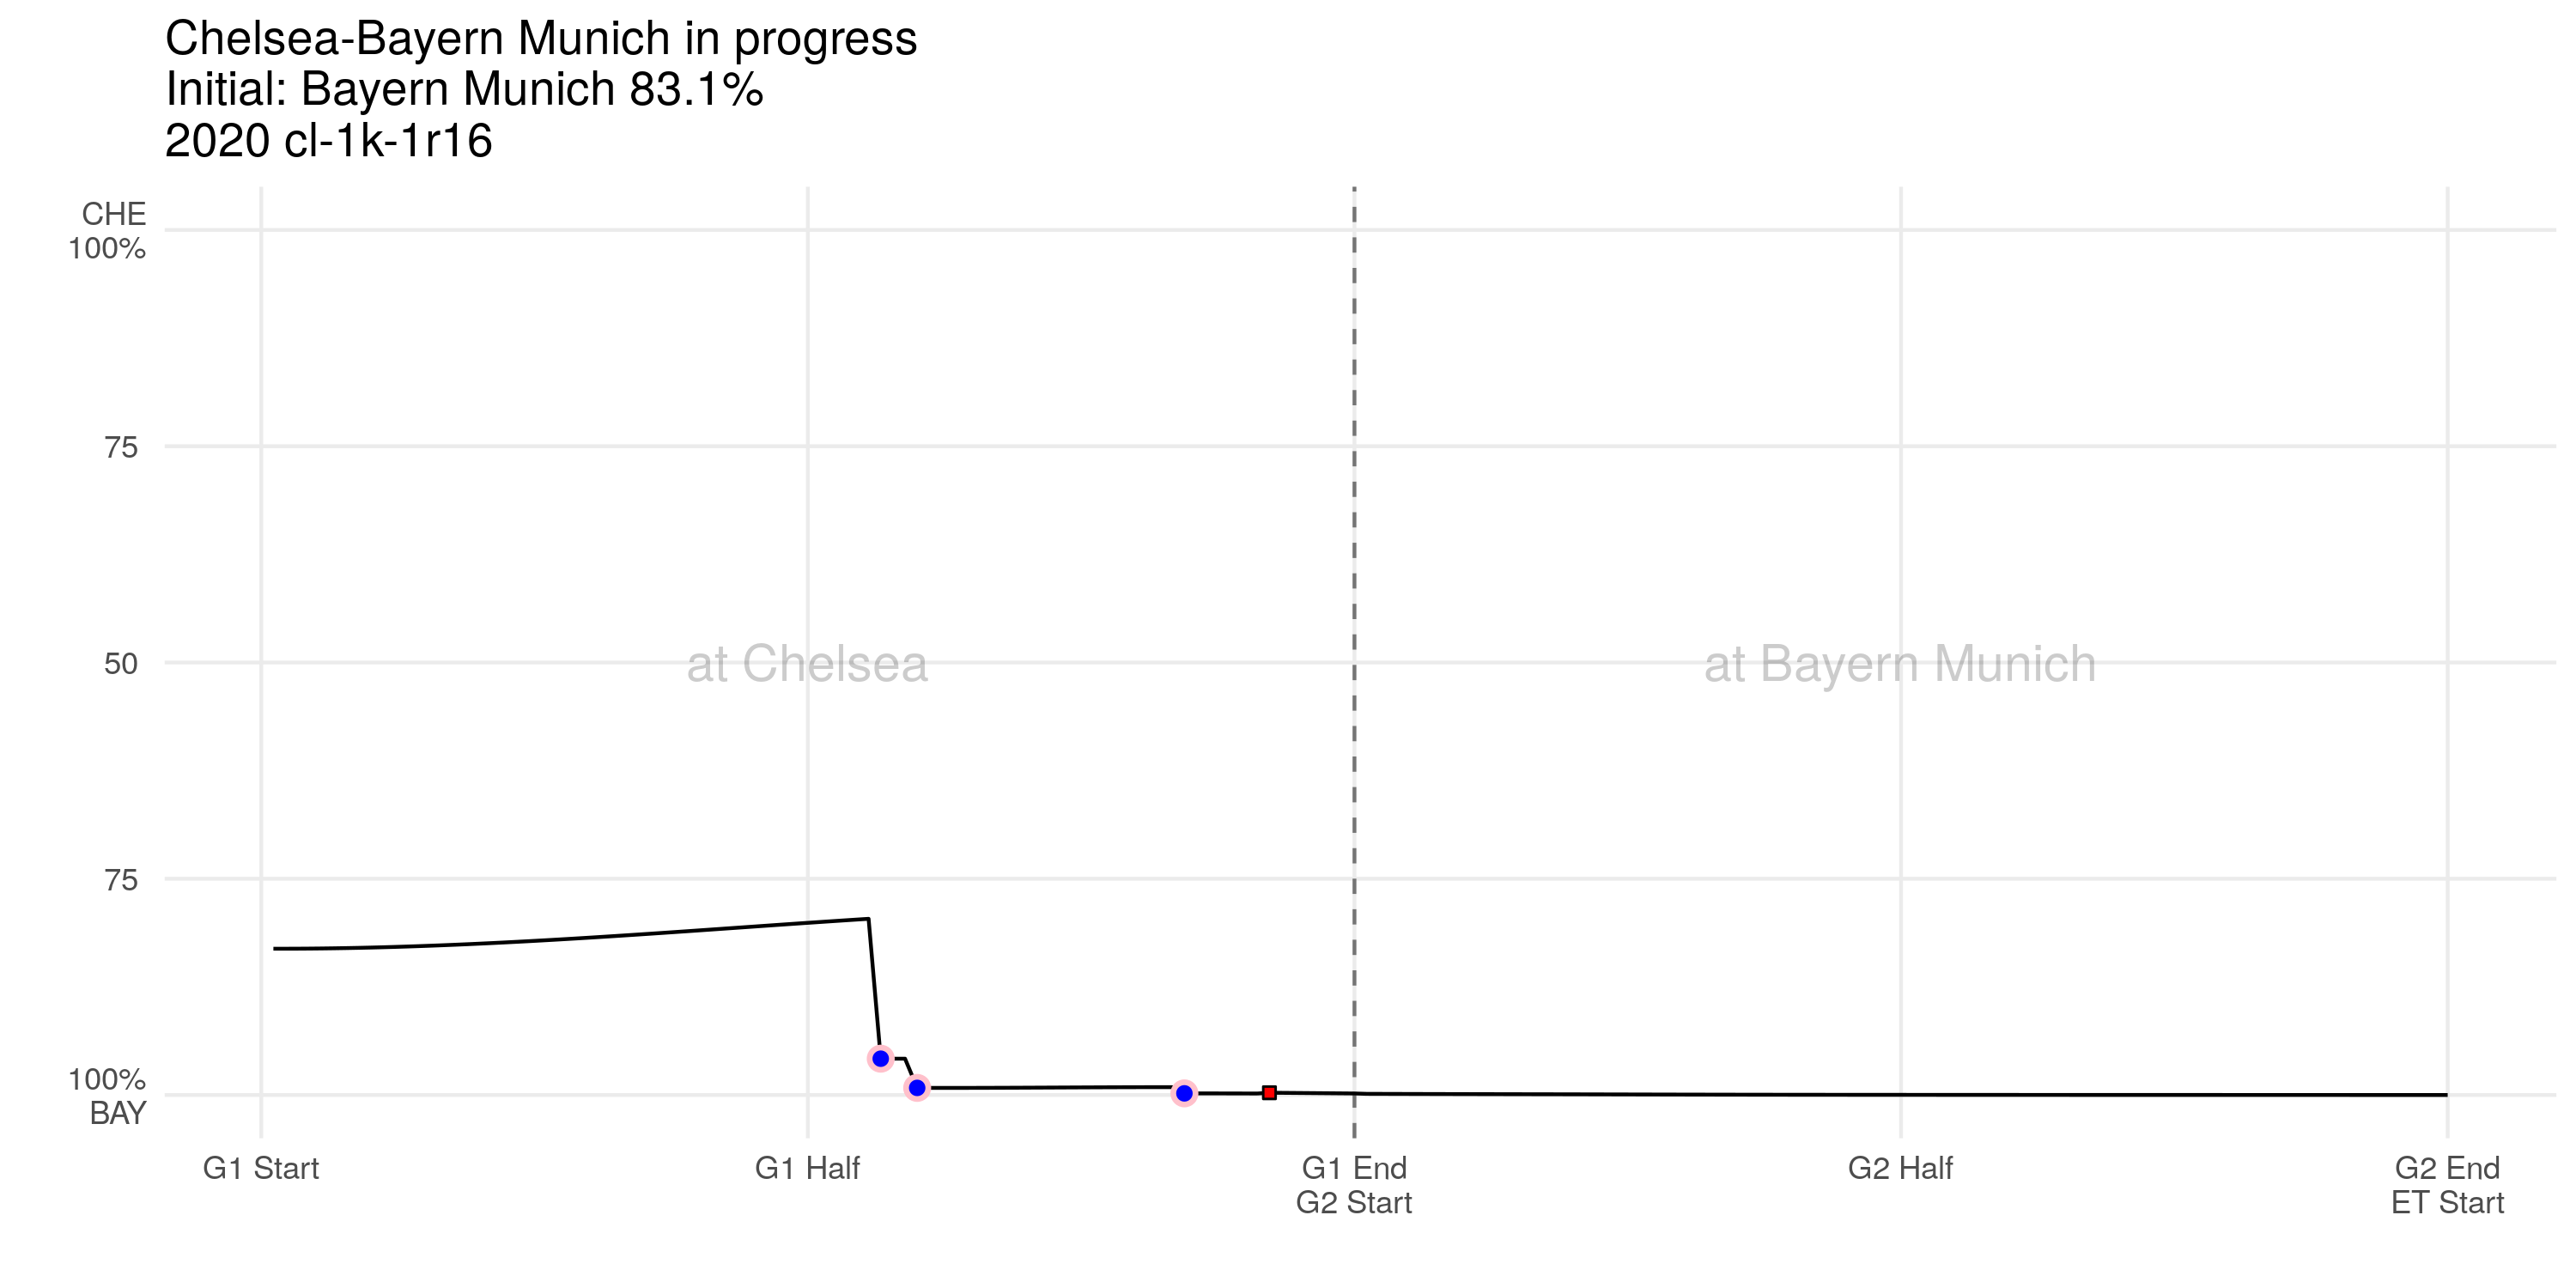 Chelsea-Bayern Munich in progress
Initial: Bayern Munich 83.1%
2020 cl-1k-1r16
CHE
100%
75
50
at Chelsea
at Bayern Munich
75
100%
BAY
G1 Start
G1 Half
G1 End
G2 Start
G2 Half
G2 End
ET Start